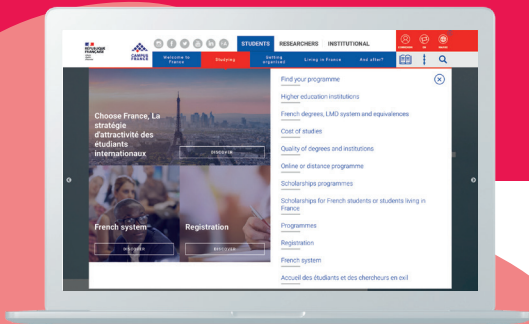 RÉPUBLIQUE
FRANÇAISE
CAMPUS
FRANCE
STUDENTS
RESEARCHERS
INSTITUTIONAL
Welcome to
France
Studying
Getting
organized
Living in France
And after?
Choose France, La
stratégie
d'attractivité des
étudiants
internationaux
DISCOVER
French system
DISCOVER
Registration
DISCOVER
Find your programme
Higher education institutions
French degrees, LMD system and equivalences
Cost of studies
Quality of degrees and institutions
Online or distance programme
Scholarships programmes
Scholarships for French students or students living in
France
Programmes
Registration
French system
Accueil des étudiants et des chercheurs en exil